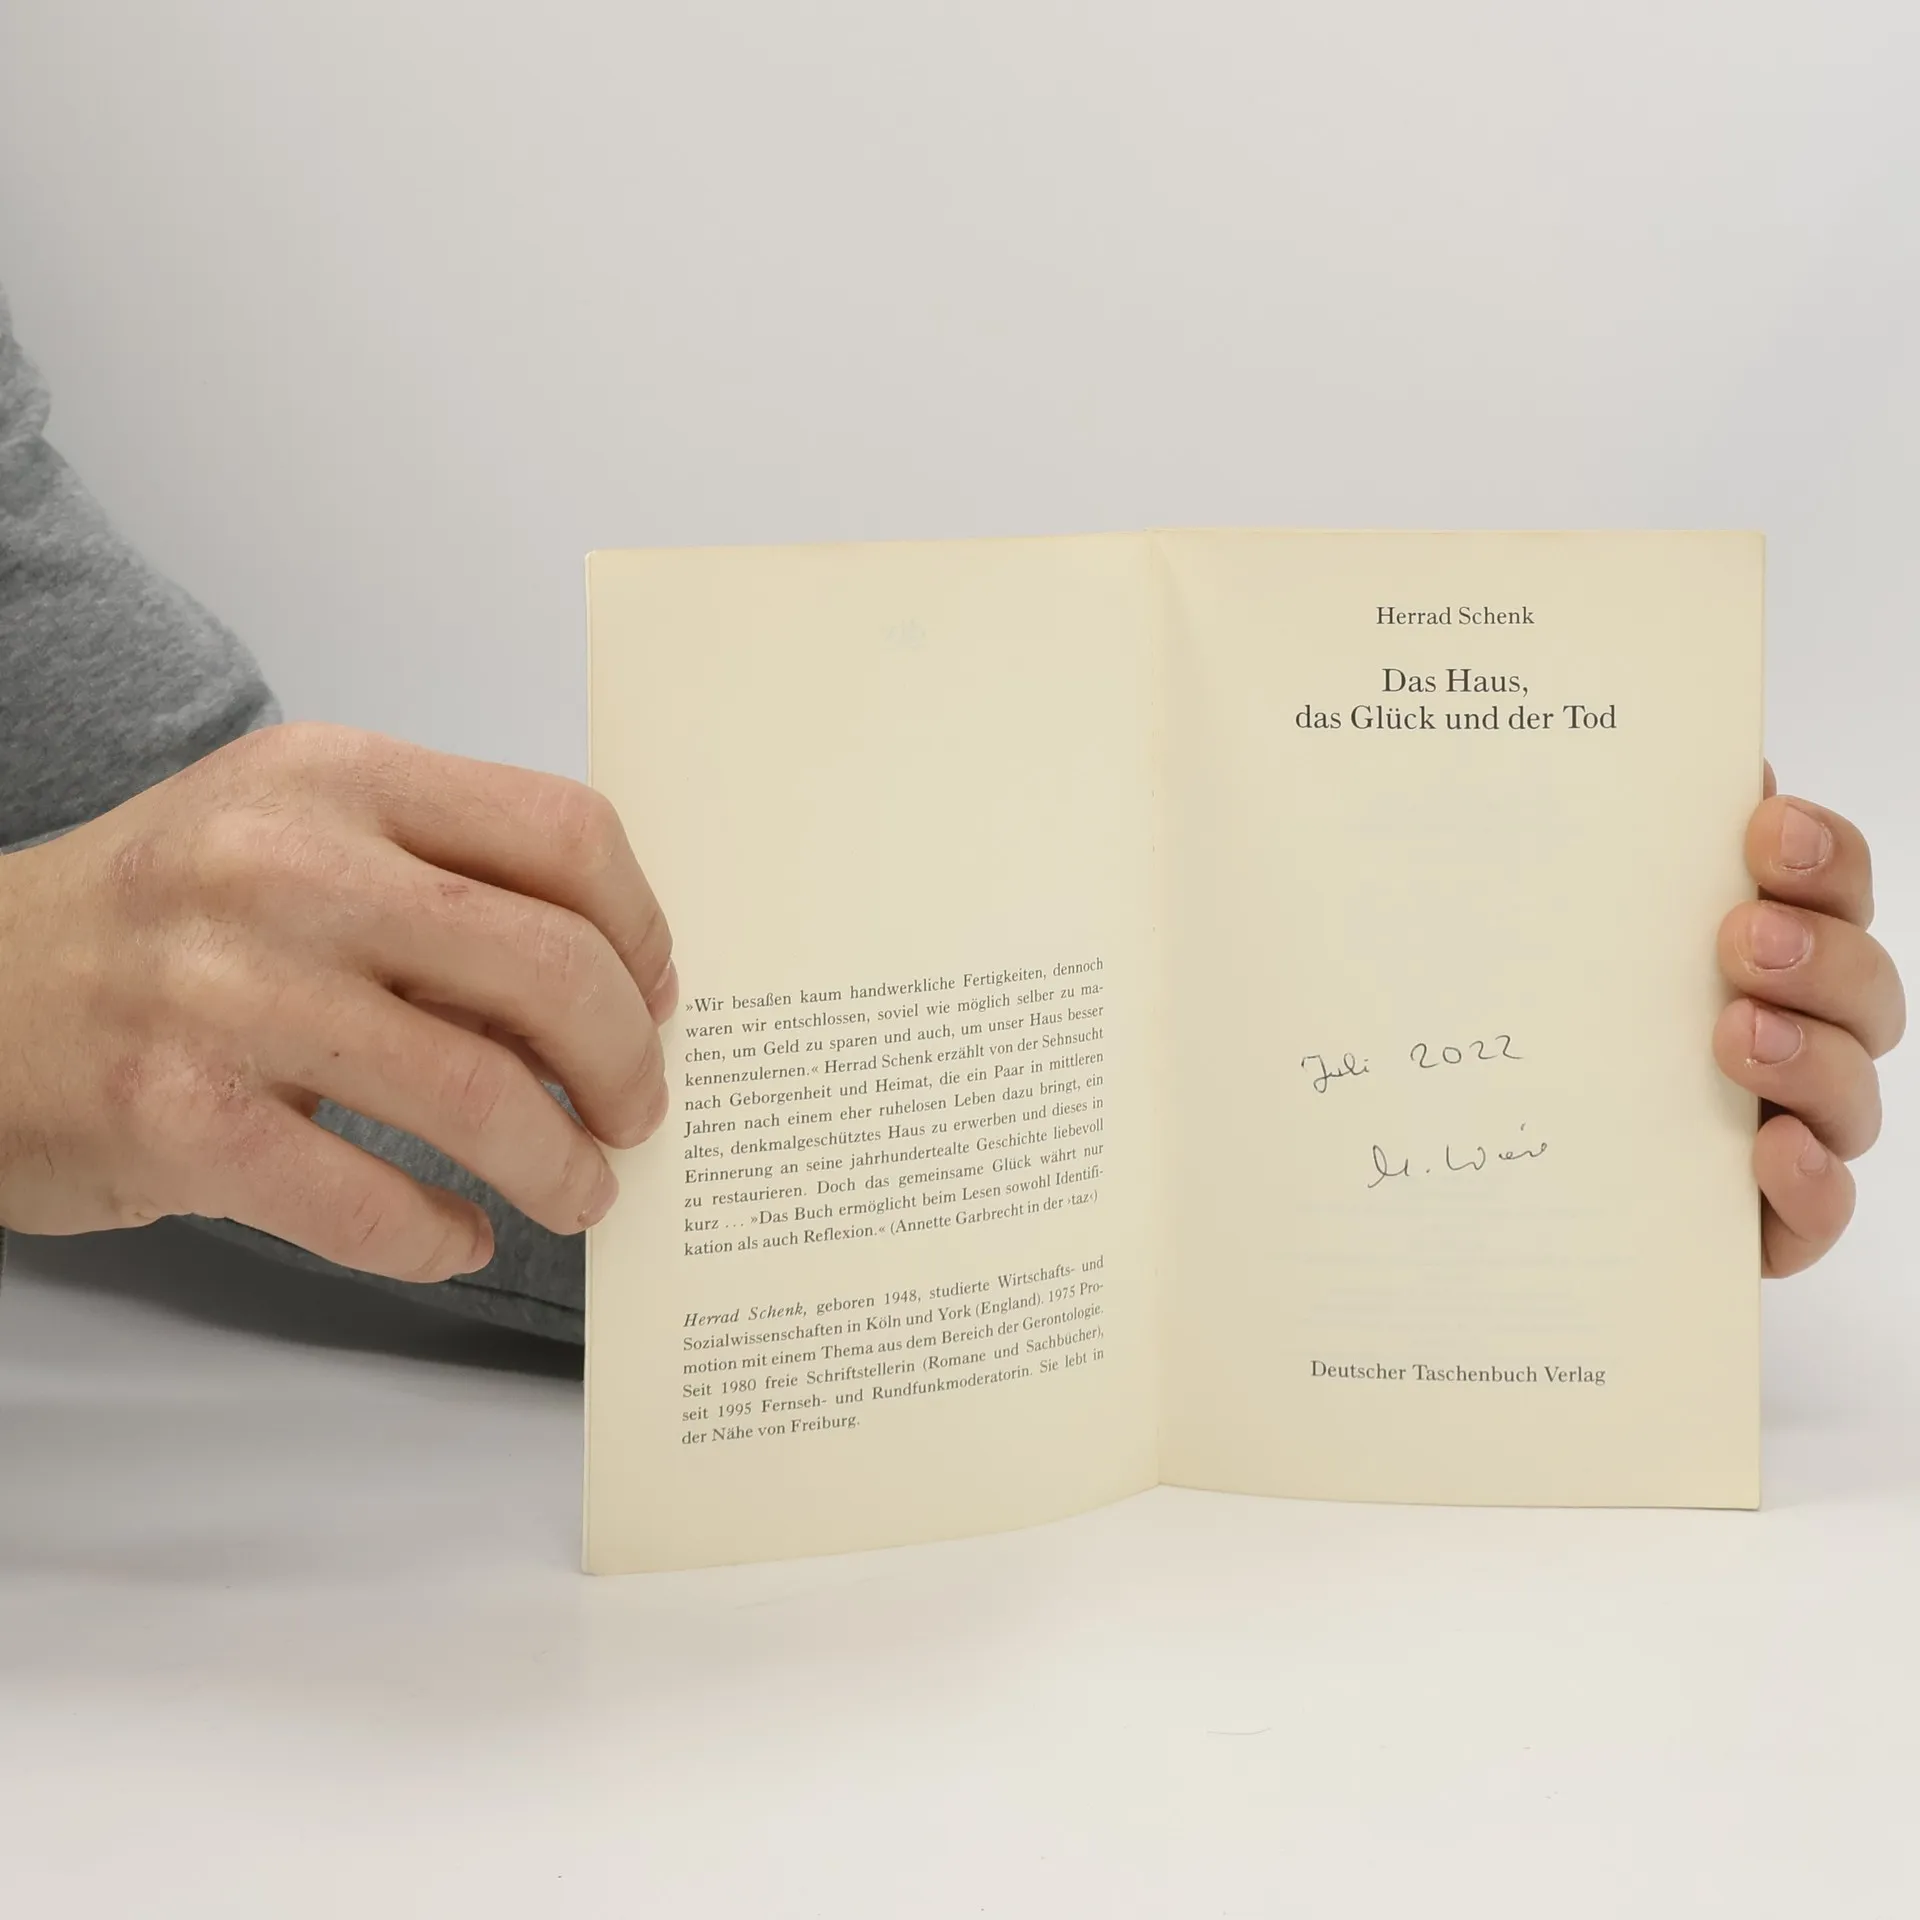 »Wir besaßen kaum handwerkliche Fertigkeiten, dennoch
waren wir entschlossen, soviel wie möglich selber zu ma-
chen, um Geld zu sparen und auch, um unser Haus besser
kennenzulernen.« Herrad Schenk erzählt von der Sehnsucht
nach Geborgenheit und Heimat, die ein Paar in mittleren
Jahren nach einem eher ruhelosen Leben dazu bringt, ein
altes, denkmalgeschütztes Haus zu erwerben und dieses in
Erinnerung an seine jahrhundertealte Geschichte liebevoll
zu restaurieren. Doch das gemeinsame Glück währt nur
kurz ... »Das Buch ermöglicht beim Lesen sowohl Identifi-
kation als auch Reflexion.« (Annette Garbrecht in der ›taz‹)
Herrad Schenk, geboren 1948, studierte Wirtschafts- und
Sozialwissenschaften in Köln und York (England). 1975 Pro-
motion mit einem Thema aus dem Bereich der Gerontologie.
Seit 1980 freie Schriftstellerin (Romane und Sachbücher),
seit 1995 Fernseh- und Rundfunkmoderatorin. Sie lebt in
der Nähe von Freiburg.
Herrad Schenk
Das Haus,
das Glück und der Tod
Juli 2022
Deutscher Taschenbuch Verlag